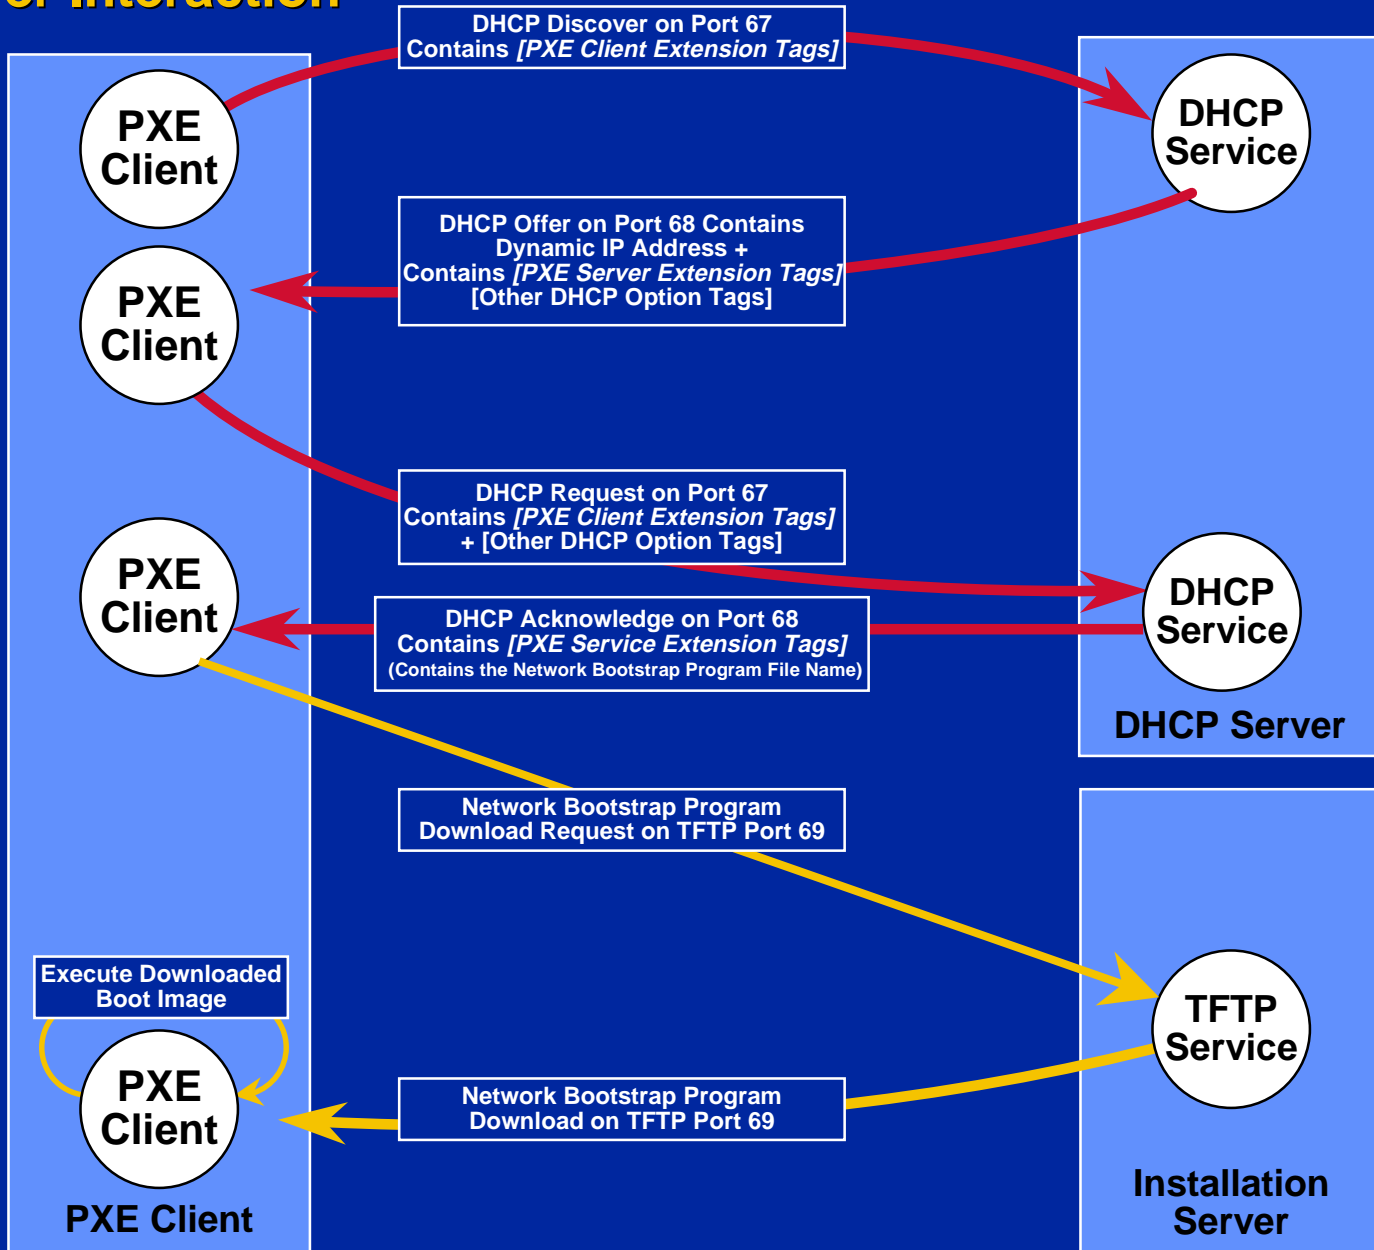 er Interaction
DHCP Discover on Port 67
Contains [PXE Client Extension Tags]
PXE
Client
DHCP
Service
DHCP Offer on Port 68 Contains
Dynamic IP Address +
Contains [PXE Server Extension Tags]
[Other DHCP Option Tags]
PXE
Client
DHCP Request on Port 67
Contains [PXE Client Extension Tags]
+ [Other DHCP Option Tags]
PXE
Client
DHCP
Service
DHCP Acknowledge on Port 68
Contains [PXE Service Extension Tags]
(Contains the Network Bootstrap Program File Name)
DHCP Server
Network Bootstrap Program
Download Request on TFTP Port 69
Execute Downloaded
Boot Image
TFTP
Service
PXE
Client
Network Bootstrap Program
Download on TFTP Port 69
PXE Client
Installation
Server